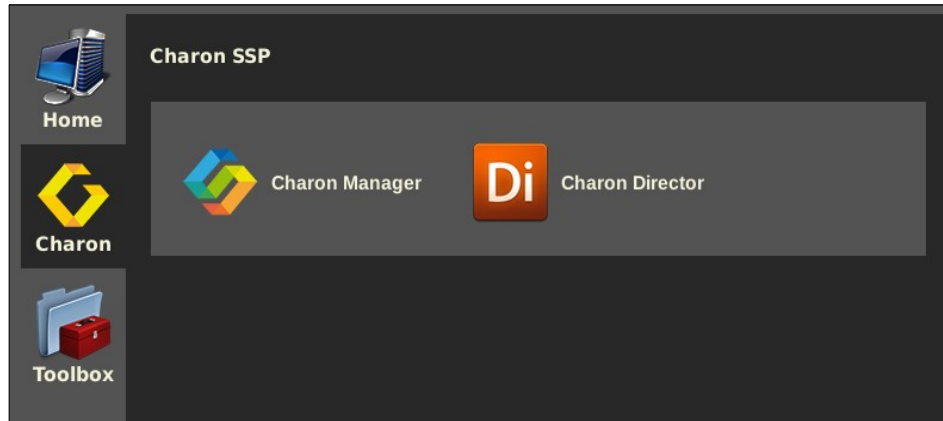 Charon SSP
Home
Charon Manager
Di
Charon Director
Charon
Toolbox